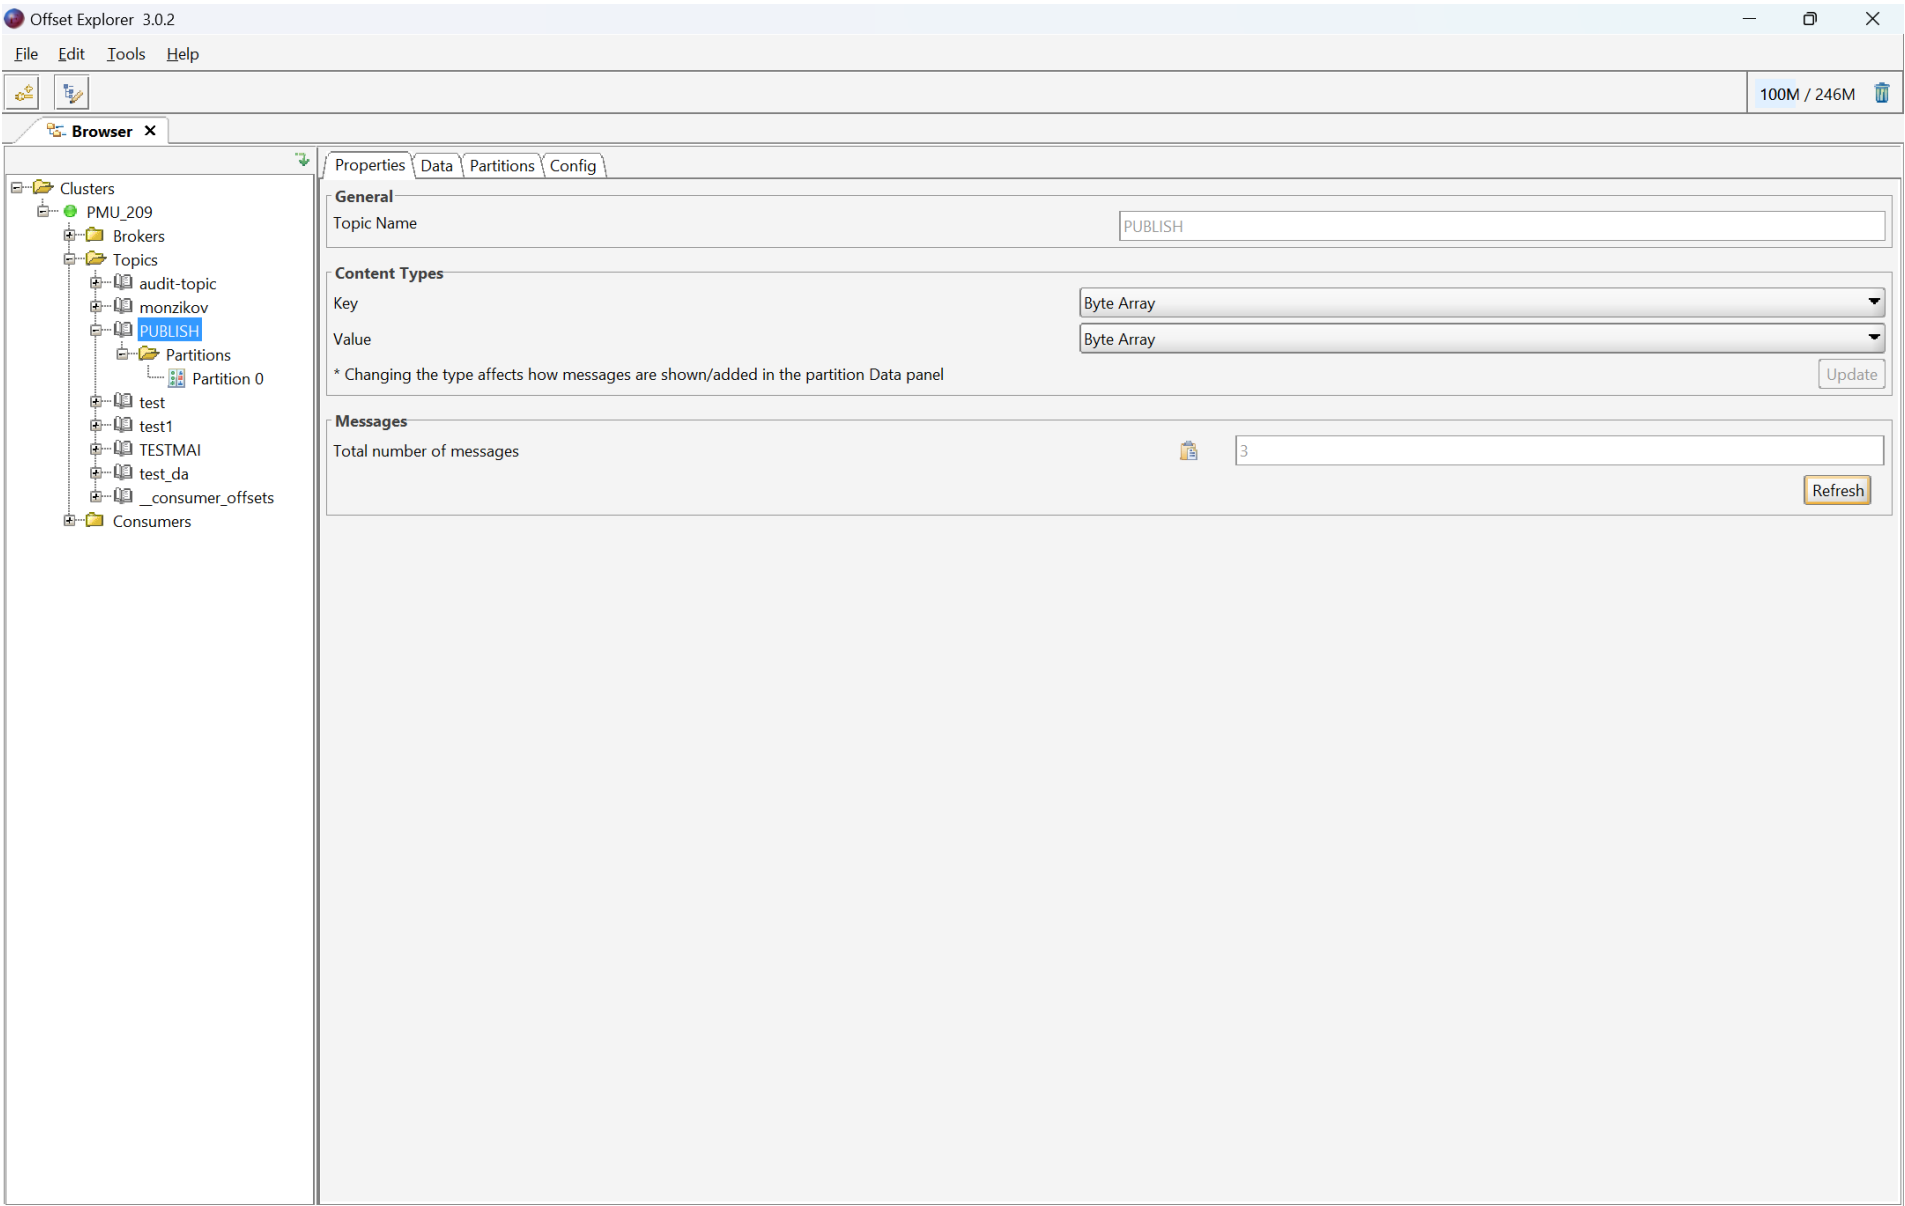 Offset Explorer 3.0.2
File Edit Tools Help
100M / 246M
Browser
Clusters
PMU_209
Brokers
Topics
audit-topic
monzikov
PUBLISH
Partitions
Partition 0
test
test1
TESTMAI
test_da
__consumer_offsets
Consumers
Properties Data Partitions Config
General
Topic Name PUBLISH
Content Types
Key Byte Array
Value Byte Array
* Changing the type affects how messages are shown/added in the partition Data panel Update
Messages
Total number of messages 3
Refresh